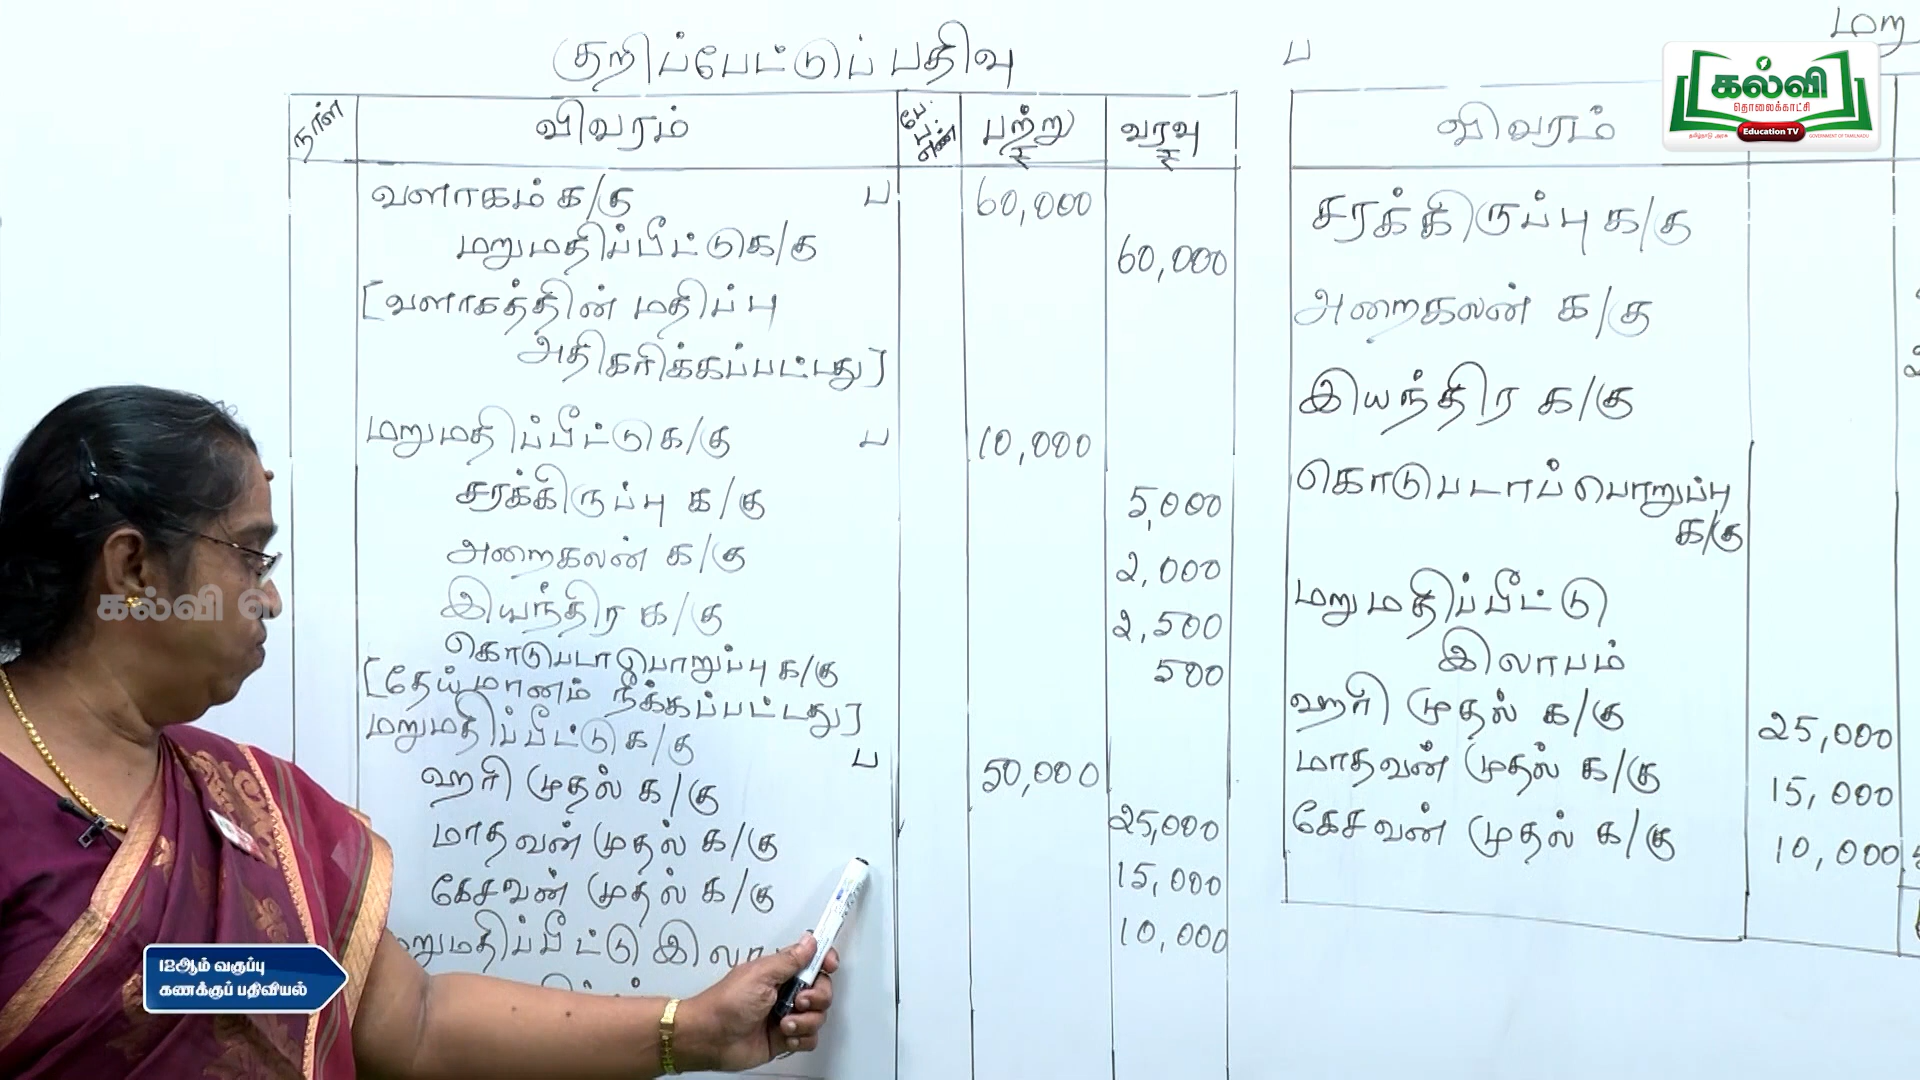 குறிப்பேட்டுப் பதிவு
நாள் விவரம் பே. ப. எண் பற்று ₹ வரவு ₹
வளாகம் க/கு ப 60,000
மறுமதிப்பீட்டு க/கு 60,000
[வளாகத்தின் மதிப்பு
அதிகரிக்கப்பட்டது]
மறுமதிப்பீட்டு க/கு ப 10,000
சரக்கிருப்பு க/கு 5,000
அறைகலன் க/கு 2,000
இயந்திர க/கு 2,500
கொடுபடா பொறுப்பு க/கு 500
[தேய்மானம் நீக்கப்பட்டது]
மறுமதிப்பீட்டு க/கு ப 50,000
ஹரி முதல் க/கு 25,000
மாதவன் முதல் க/கு 15,000
கேசவன் முதல் க/கு 10,000
ப மறு
விவரம்
சரக்கிருப்பு க/கு
அறைகலன் க/கு
இயந்திர க/கு
கொடுபடாப் பொறுப்பு
க/கு
மறுமதிப்பீட்டு
இலாபம்
ஹரி முதல் க/கு 25,000
மாதவன் முதல் க/கு 15,000
கேசவன் முதல் க/கு 10,000
கல்வி
தொலைக்காட்சி
Education TV
கல்வி
12ஆம் வகுப்பு
கணக்குப் பதிவியல்